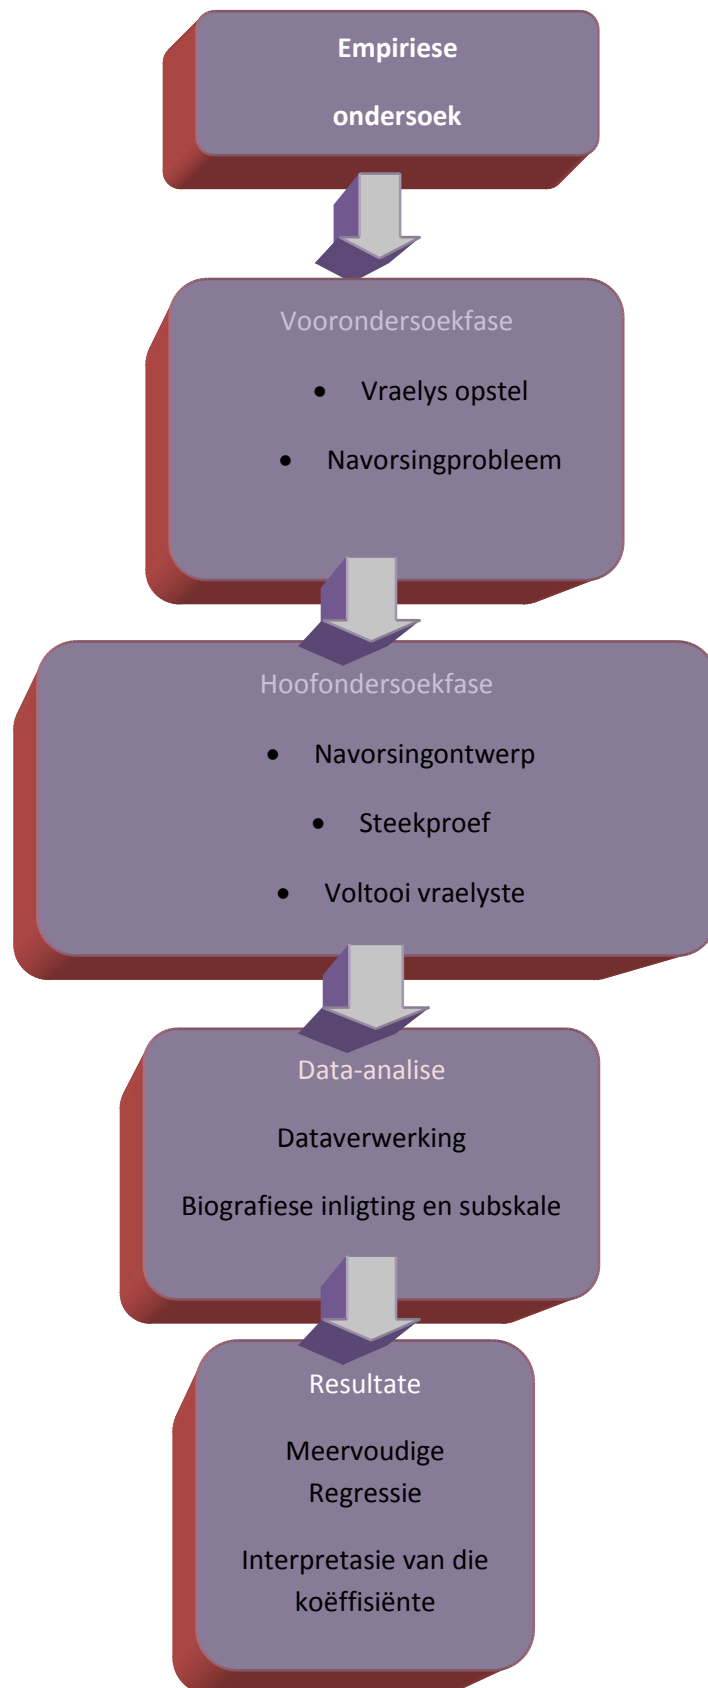 Empiriese
ondersoek
Voorondersoekfase
• Vraelys opstel
• Navorsingprobleem
Hoofondersoekfase
• Navorsingontwerp
• Steekproef
• Voltooi vraelyste
Data-analise
Dataverwerking
Biografiese inligting en subskale
Resultate
Meervoudige
Regressie
Interpretasie van die
koëffisiënte